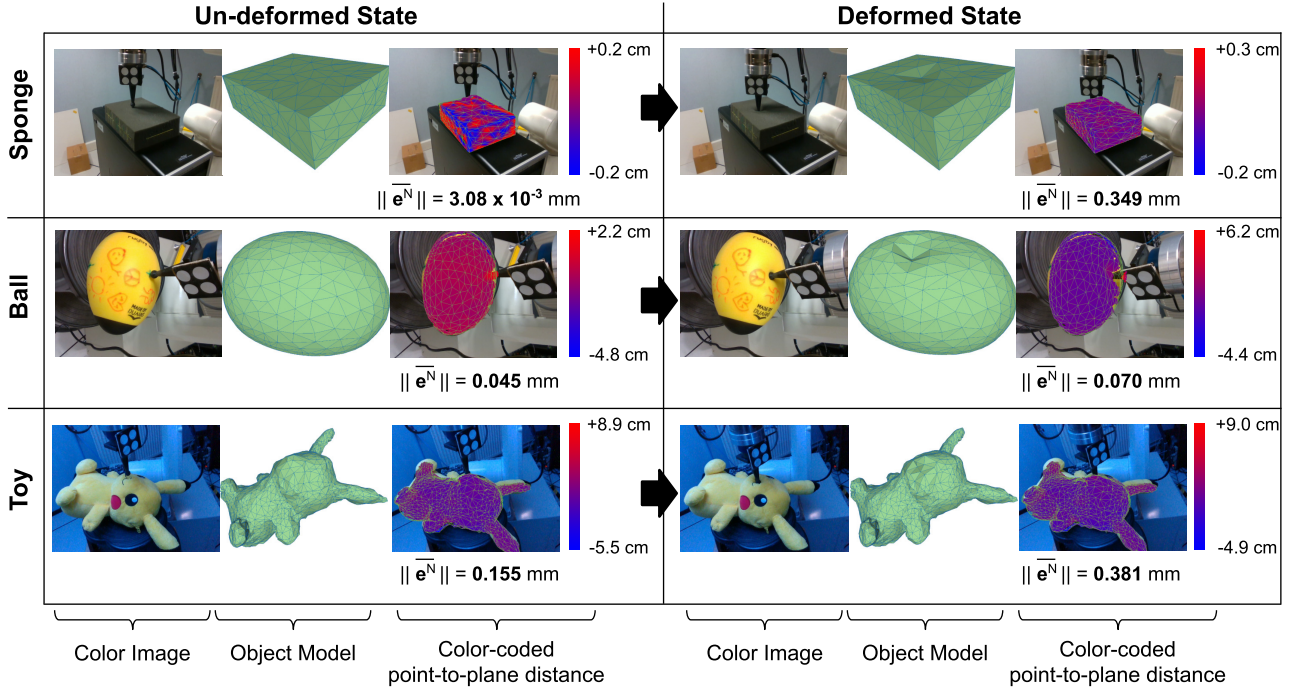 Un-deformed State
Deformed State
Sponge
+0.2 cm
-0.2 cm
|| e̅ᴺ || = 3.08 x 10⁻³ mm
+0.3 cm
-0.2 cm
|| e̅ᴺ || = 0.349 mm
Ball
+2.2 cm
-4.8 cm
|| e̅ᴺ || = 0.045 mm
+6.2 cm
-4.4 cm
|| e̅ᴺ || = 0.070 mm
Toy
+8.9 cm
-5.5 cm
|| e̅ᴺ || = 0.155 mm
+9.0 cm
-4.9 cm
|| e̅ᴺ || = 0.381 mm
Color Image
Object Model
Color-coded
point-to-plane distance
Color Image
Object Model
Color-coded
point-to-plane distance